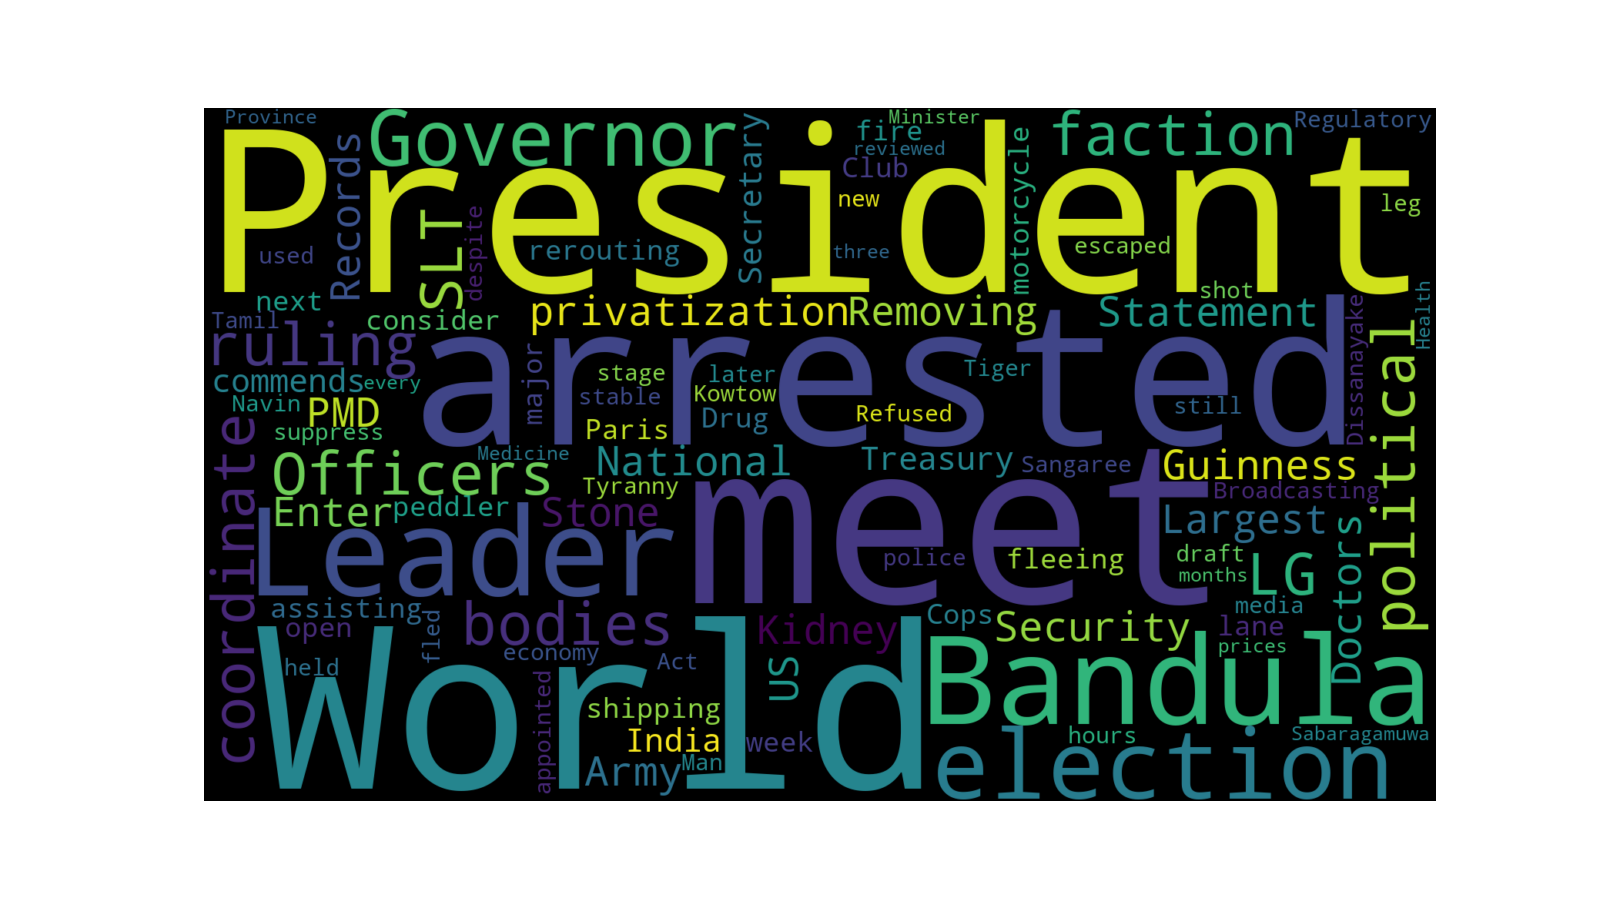 Province
Governor
Minister
faction
Regulatory
President
Records
Secretary
fire
reviewed
Club
motorcycle
new
leg
SLT
despite
used
rerouting
three
escaped
next
consider
privatization
Removing
shot
Statement
Health
Tamil
ruling
arrested
Dissanayake
political
commends
every
major
stage
stable
later
Kowtow
Tiger
Navin
PMD
Drug
Refused
still
suppress
Paris
coordinate
Officers
Medicine
National
Treasury
Sangaree
Guinness
Tyranny
Broadcasting
meet
Enter
peddler
Stone
Largest
Leader
police
fleeing
draft
months
LG
Doctors
assisting
open
fled
bodies
Kidney
Cops
Security
media
lane
prices
World
held
economy
Act
US
Bandula
appointed
shipping
India
week
hours
Sabaragamuwa
Army
Man
election